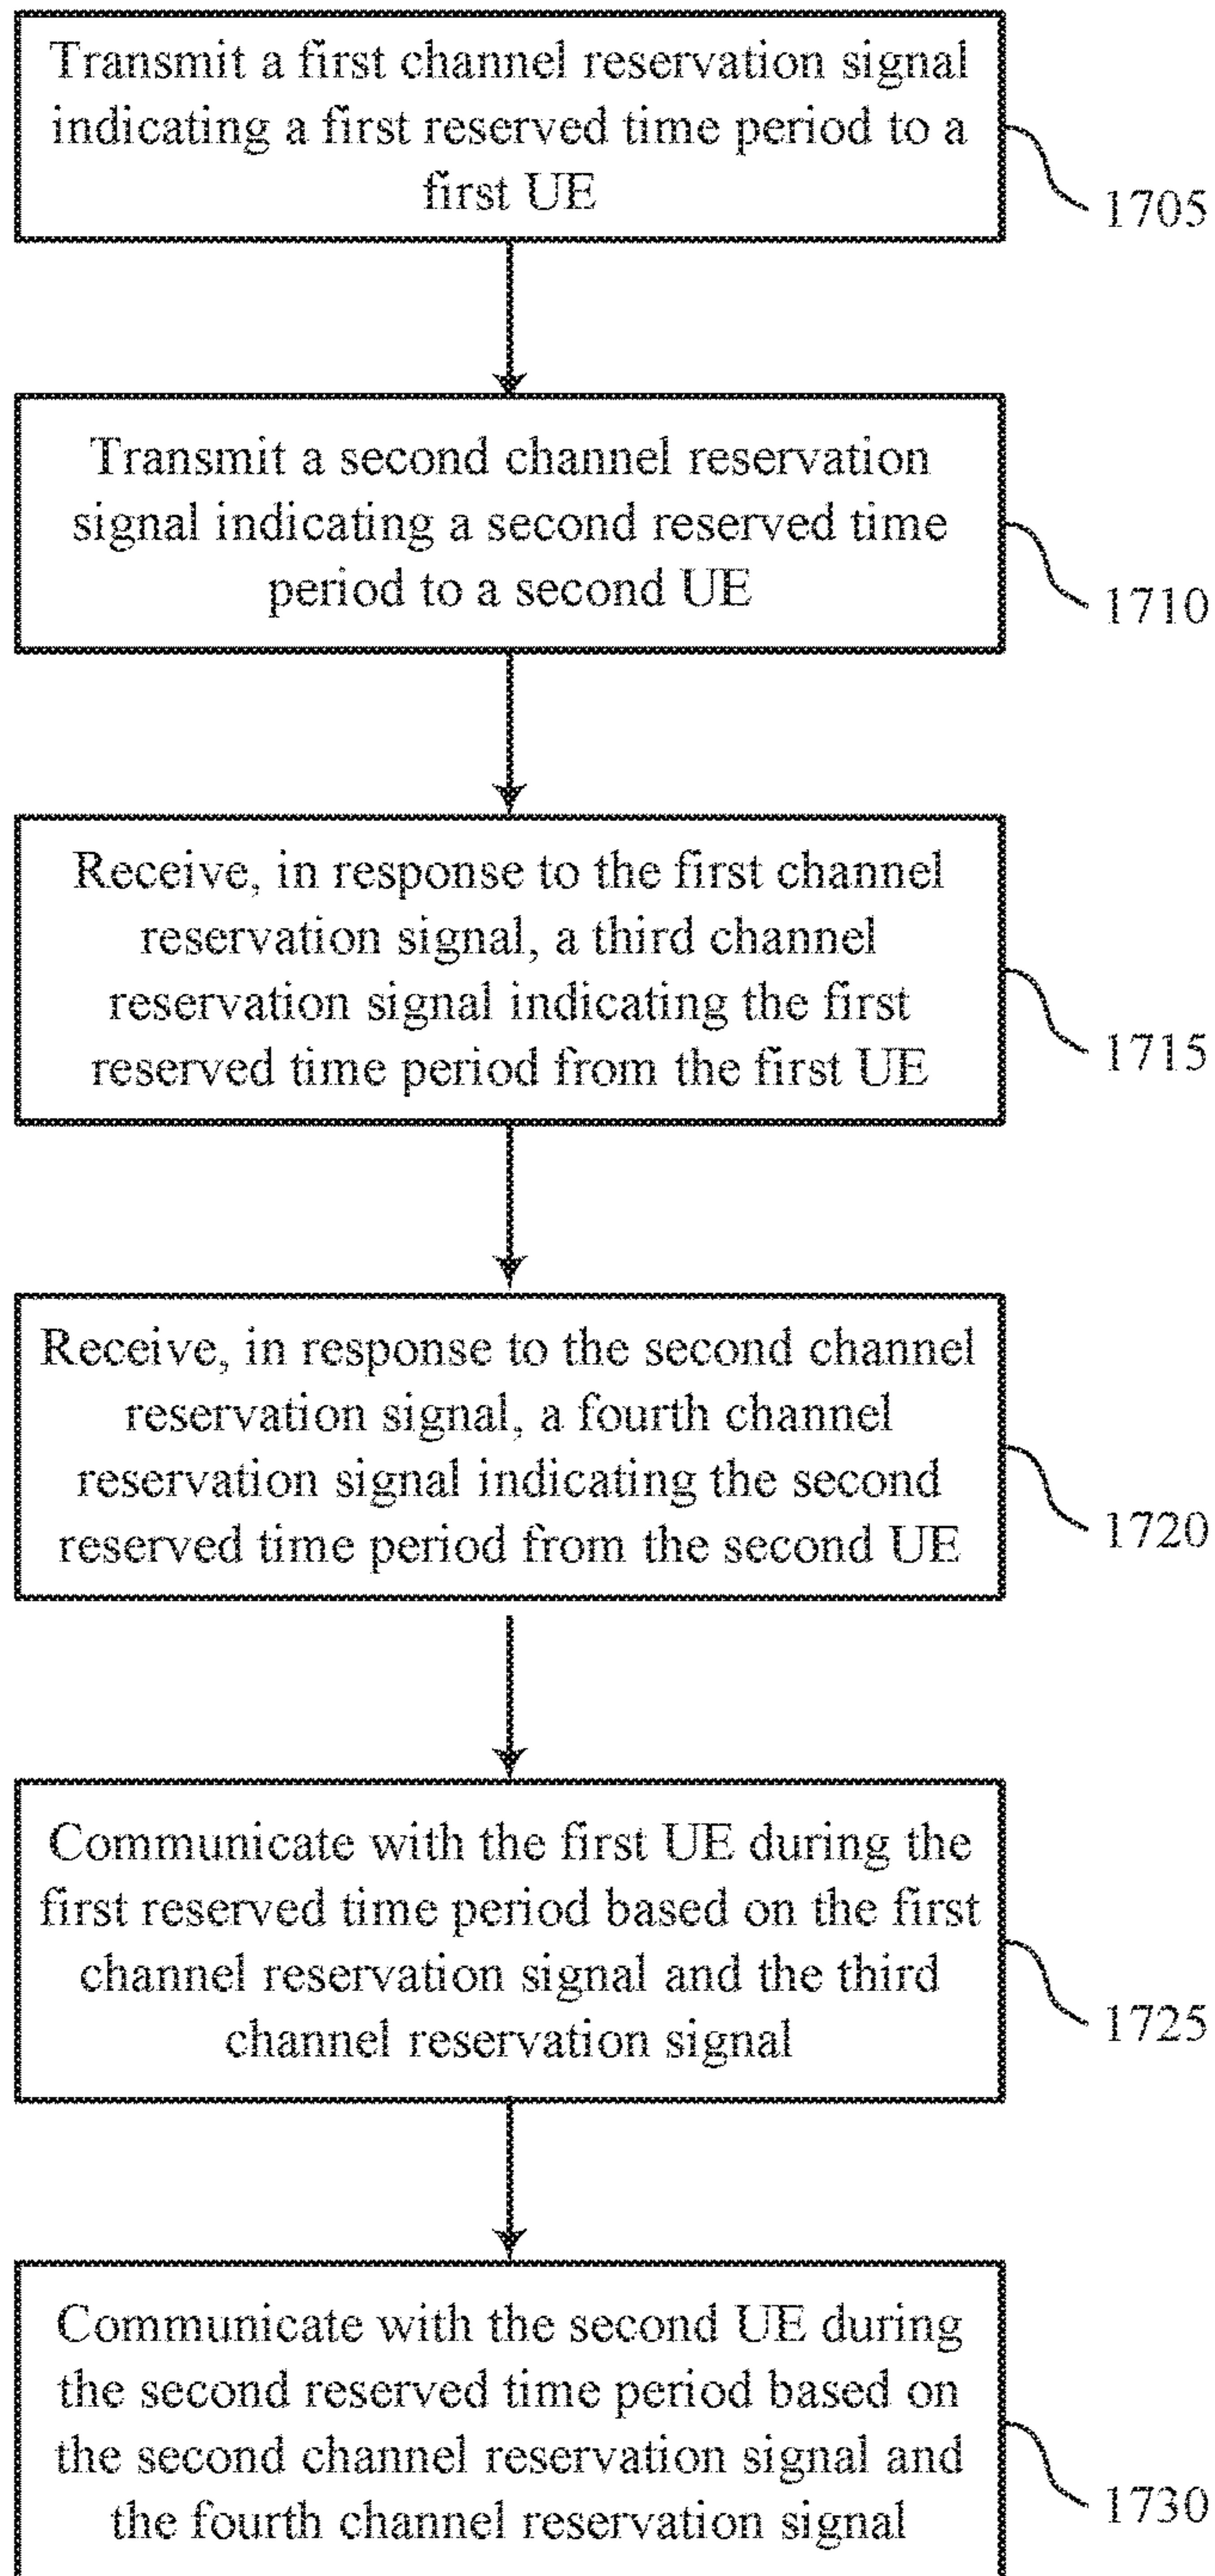 Transmit a first channel reservation signal
indicating a first reserved time period to a
first UE
1705
Transmit a second channel reservation
signal indicating a second reserved time
period to a second UE
1710
Receive, in response to the first channel
reservation signal, a third channel
reservation signal indicating the first
reserved time period from the first UE
1715
Receive, in response to the second channel
reservation signal, a fourth channel
reservation signal indicating the second
reserved time period from the second UE
1720
Communicate with the first UE during the
first reserved time period based on the first
channel reservation signal and the third
channel reservation signal
1725
Communicate with the second UE during
the second reserved time period based on
the second channel reservation signal and
the fourth channel reservation signal
1730